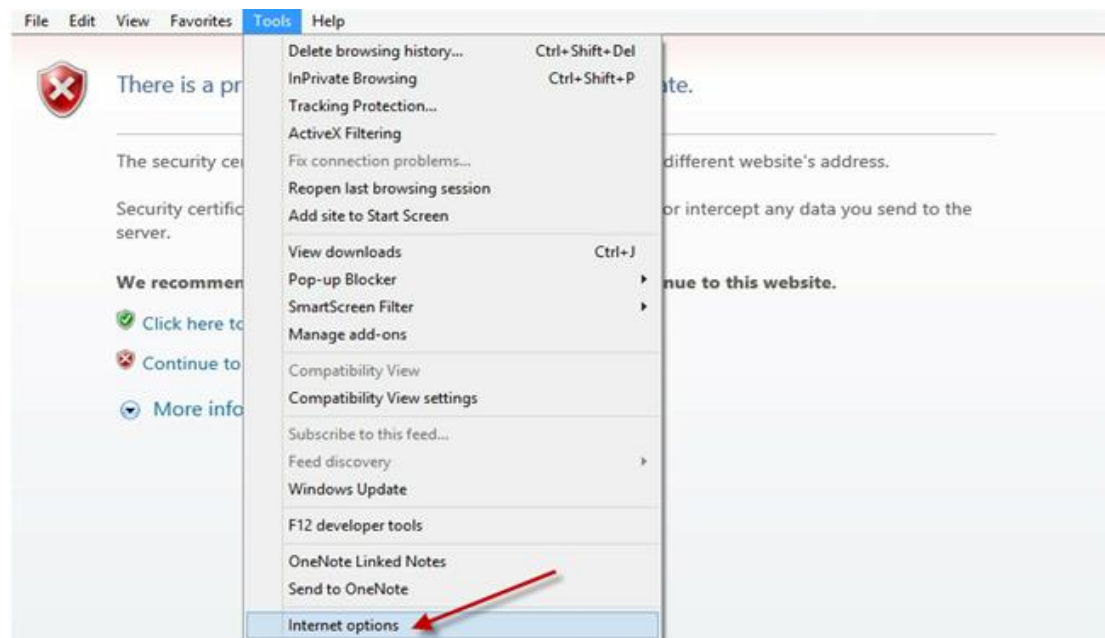 File Edit View Favorites Tools Help
Delete browsing history... Ctrl+Shift+Del
InPrivate Browsing Ctrl+Shift+P
Tracking Protection...
ActiveX Filtering
Fix connection problems...
Reopen last browsing session
Add site to Start Screen
View downloads Ctrl+J
Pop-up Blocker
SmartScreen Filter
Manage add-ons
Compatibility View
Compatibility View settings
Subscribe to this feed...
Feed discovery
Windows Update
F12 developer tools
OneNote Linked Notes
Send to OneNote
Internet options
There is a pr ate.
The security cer different website's address.
Security certific or intercept any data you send to the
server.
We recommen nue to this website.
Click here to
Continue to
More info